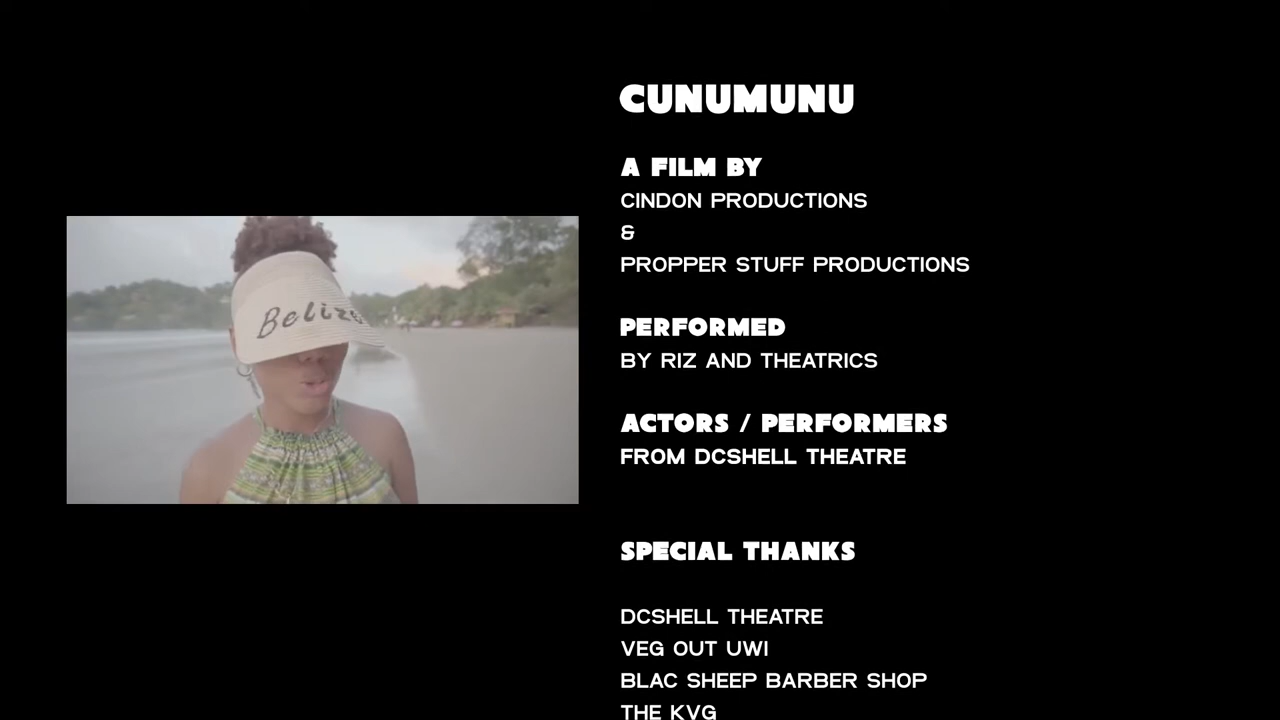 Belize
CUNUMUNU
A FILM BY
CINDON PRODUCTIONS
&
PROPPER STUFF PRODUCTIONS
PERFORMED
BY RIZ AND THEATRICS
ACTORS / PERFORMERS
FROM DCSHELL THEATRE
SPECIAL THANKS
DCSHELL THEATRE
VEG OUT UWI
BLAC SHEEP BARBER SHOP
THE KVG